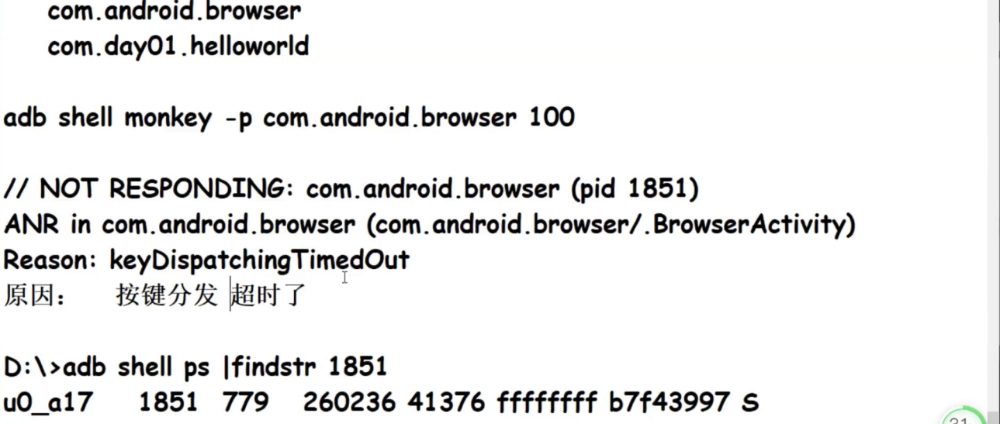 com.android.browser
com.day01.helloworld
adb shell monkey -p com.android.browser 100
// NOT RESPONDING: com.android.browser (pid 1851)
ANR in com.android.browser (com.android.browser/.BrowserActivity)
Reason: keyDispatchingTimedOut
原因： 按键分发 超时了
D:\>adb shell ps |findstr 1851
u0_a17 1851 779 260236 41376 ffffffff b7f43997 S